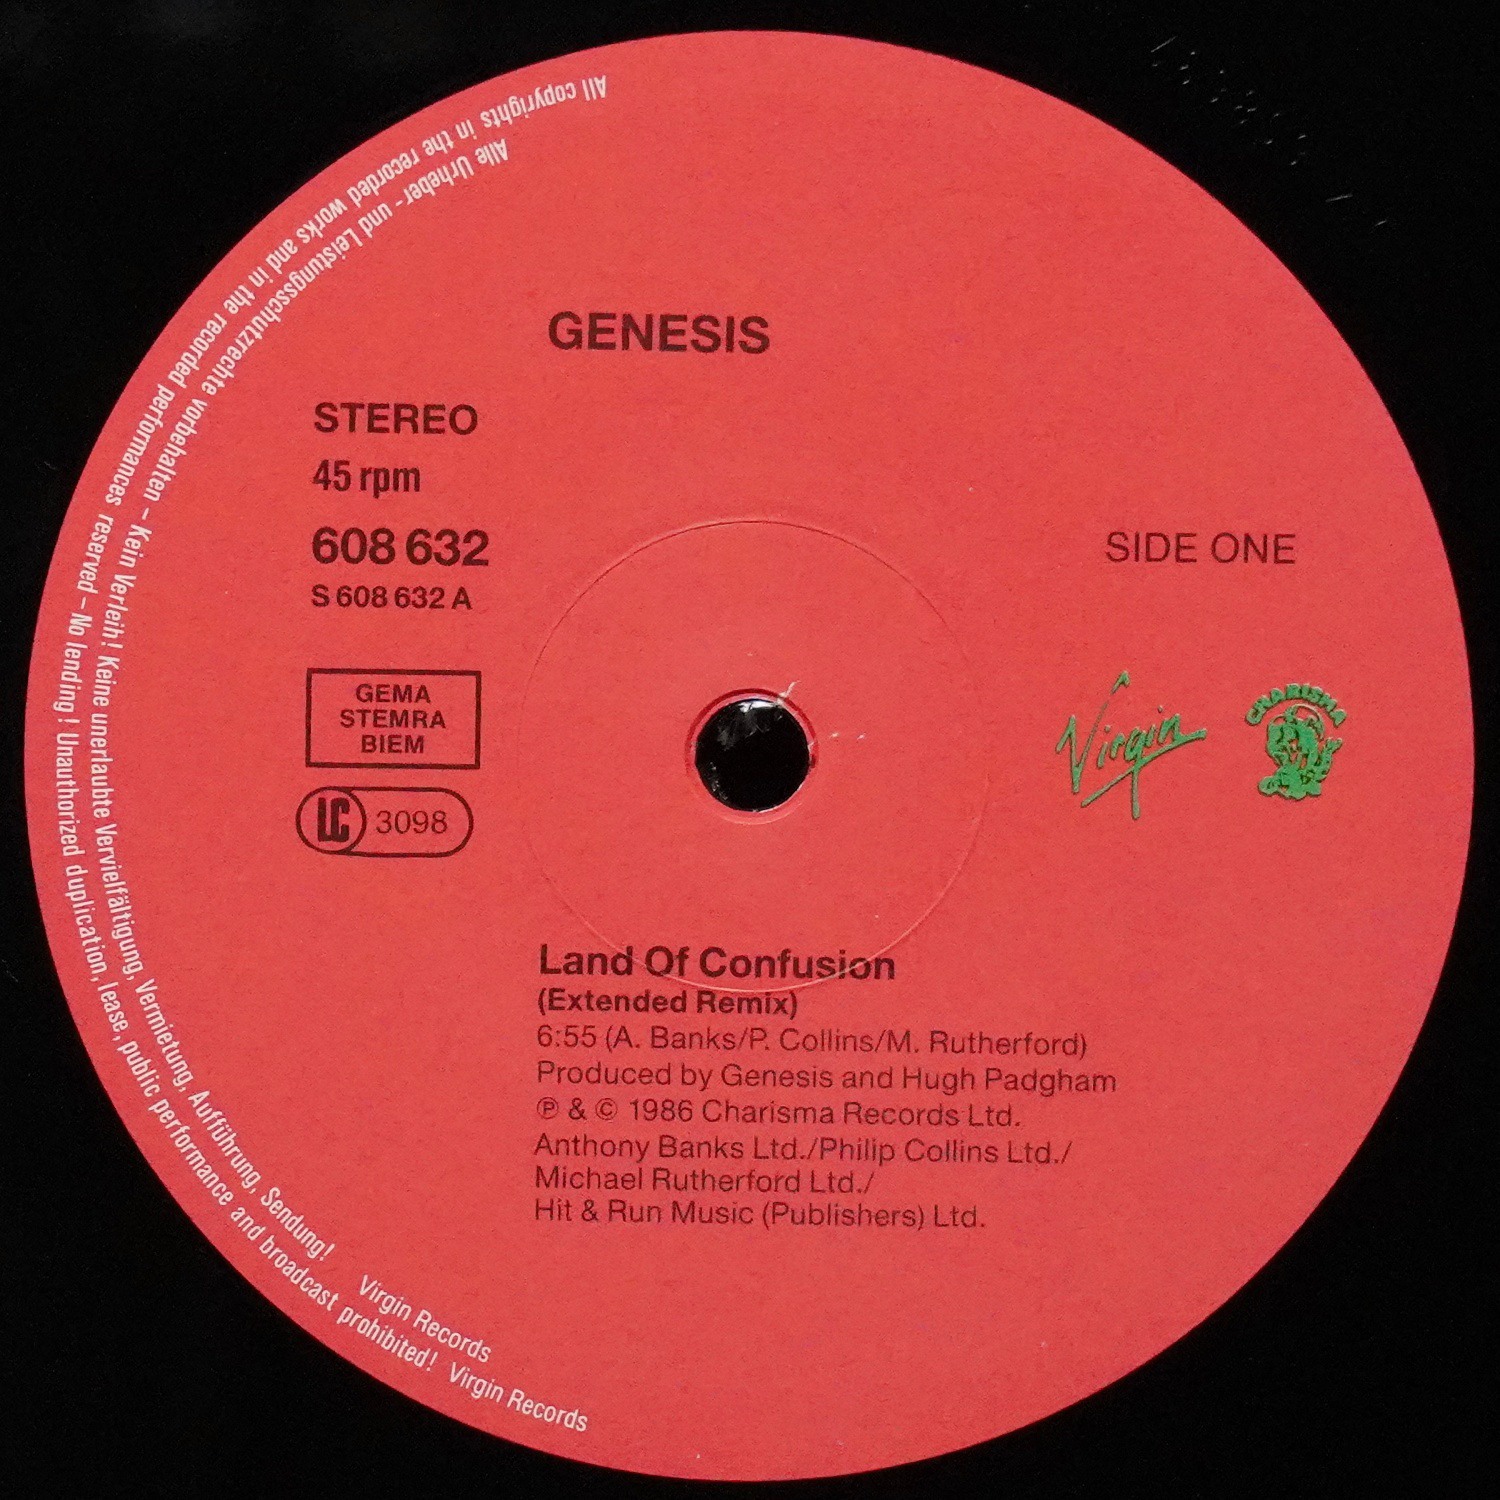 GENESIS
STEREO
45 rpm
608 632
S 608 632 A
SIDE ONE
GEMA
STEMRA
BIEM
LC 3098
Virgin
CHARISMA
Land Of Confusion
(Extended Remix)
6:55 (A. Banks/P. Collins/M. Rutherford)
Produced by Genesis and Hugh Padgham
℗ & © 1986 Charisma Records Ltd.
Anthony Banks Ltd./Philip Collins Ltd./
Michael Rutherford Ltd./
Hit & Run Music (Publishers) Ltd.
Alle Urheber- und Leistungsschutzrechte vorbehalten – Kein Verleih! Keine unerlaubte Vervielfältigung, Vermietung, Aufführung, Sendung! Virgin Records
All copyrights in the recorded works and in the recorded performances reserved – No lending! Unauthorized duplication, lease, public performance and broadcast prohibited! Virgin Records